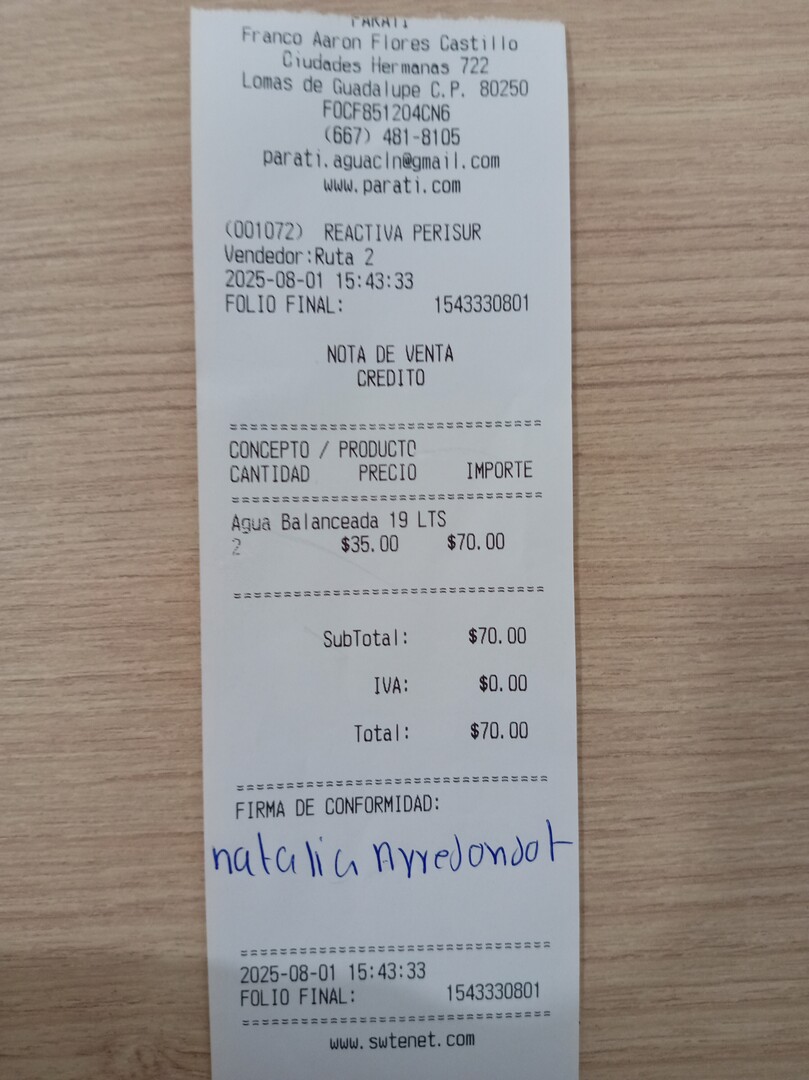 PARATI
Franco Aaron Flores Castillo
Ciudades Hermanas 722
Lomas de Guadalupe C.P. 80250
FOCF851204CN6
(667) 481-8105
parati.aguacln@gmail.com
www.parati.com
(001072) REACTIVA PERISUR
Vendedor:Ruta 2
2025-08-01 15:43:33
FOLIO FINAL: 1543330801
NOTA DE VENTA
CREDITO
===============================
CONCEPTO / PRODUCTO
CANTIDAD PRECIO IMPORTE
===============================
Agua Balanceada 19 LTS
2 $35.00 $70.00
===============================
SubTotal: $70.00
IVA: $0.00
Total: $70.00
===============================
FIRMA DE CONFORMIDAD:
natalia Arredondo t
===============================
2025-08-01 15:43:33
FOLIO FINAL: 1543330801
===============================
www.swtenet.com